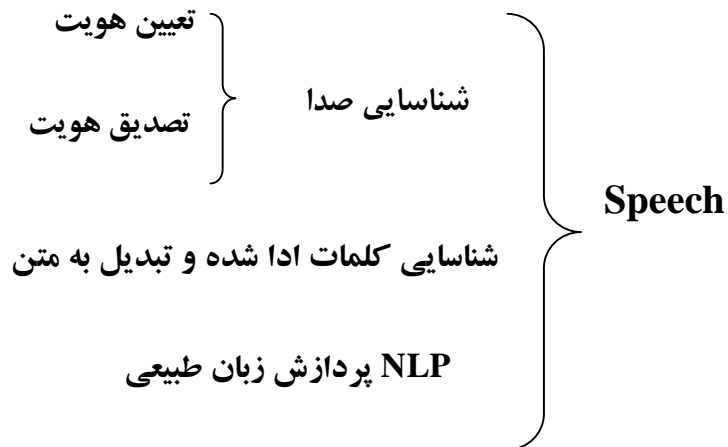 تعیین هویت
شناسایی صدا
تصدیق هویت
Speech
شناسایی کلمات ادا شده و تبدیل به متن
NLP پردازش زبان طبیعی